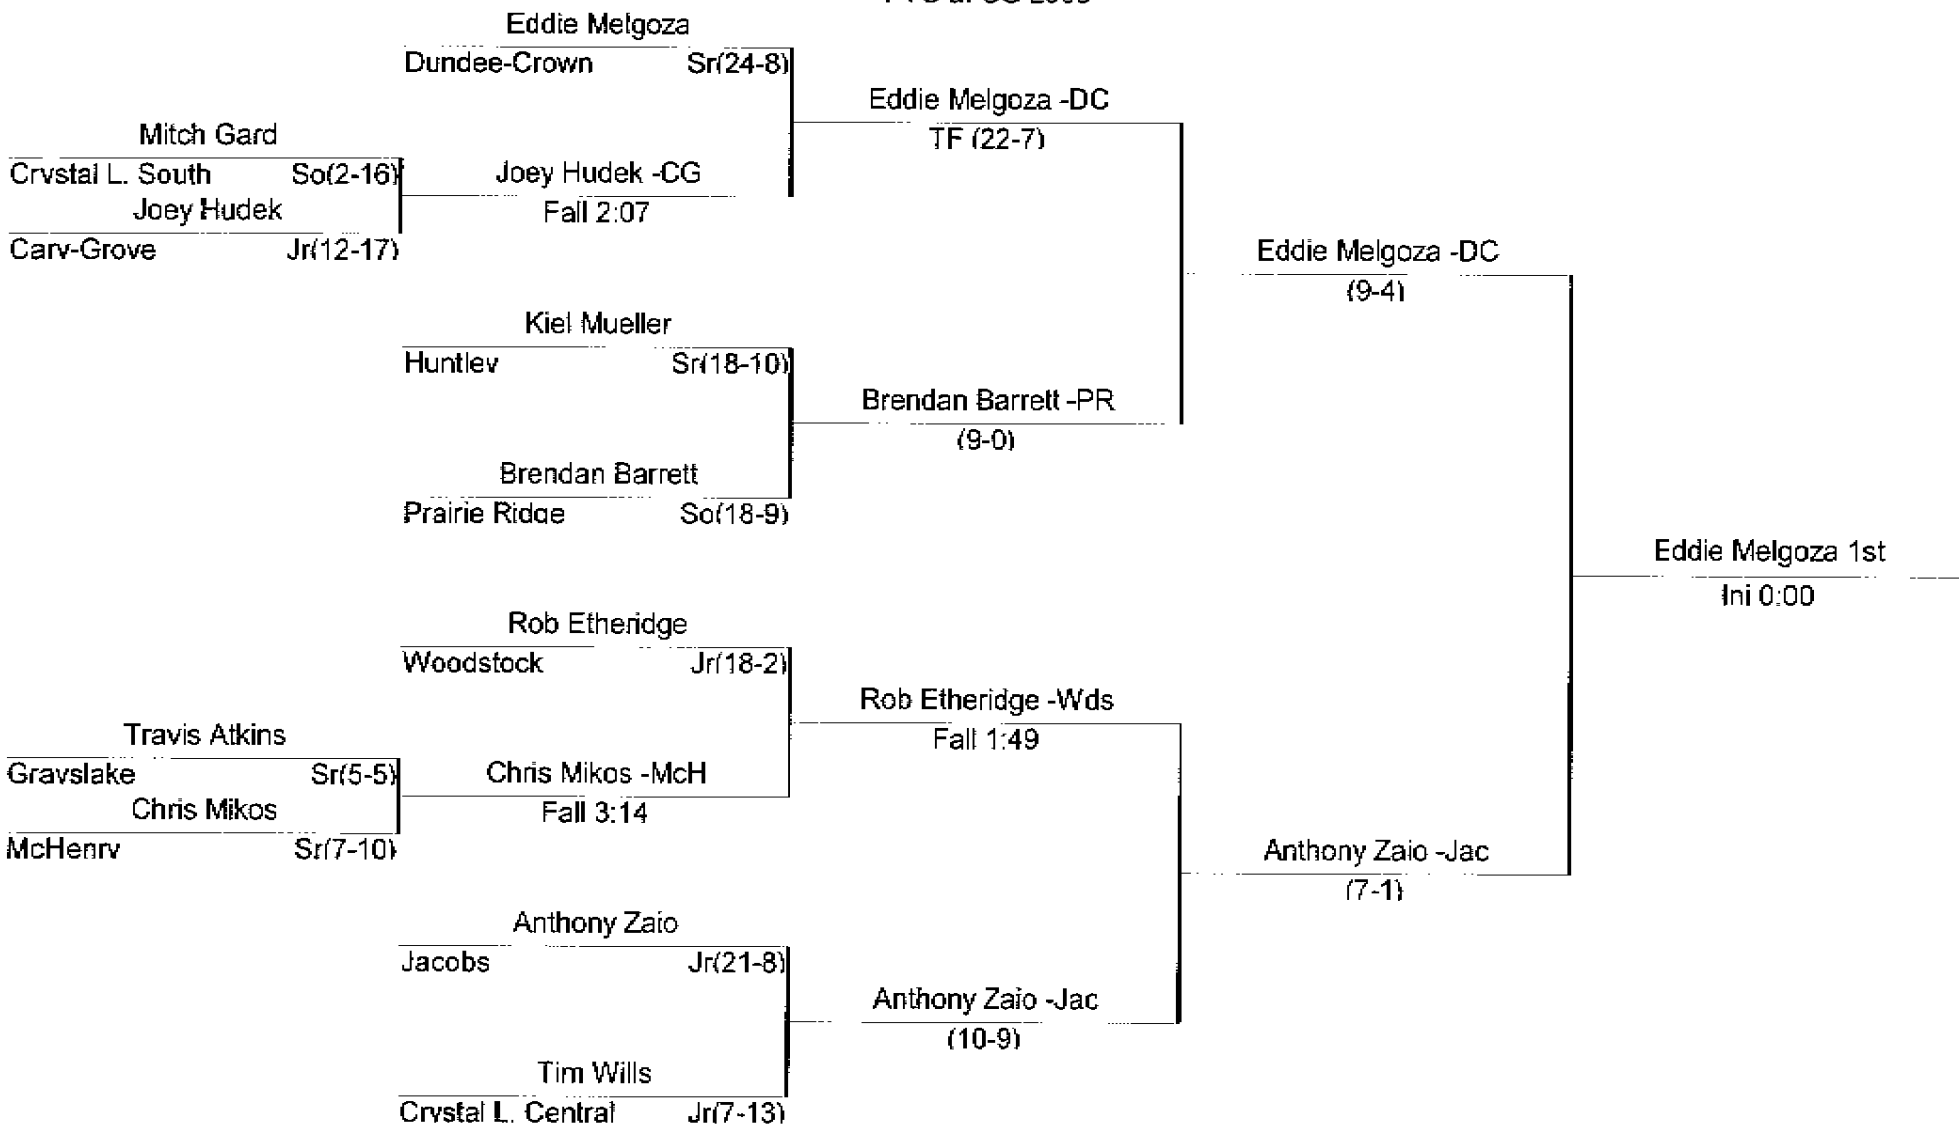 Eddie Melgoza
Dundee-Crown Sr(24-8)
Eddie Melgoza -DC
TF (22-7)
Mitch Gard
Crystal L. South So(2-16)
Joey Hudek -CG
Fall 2:07
Joey Hudek
Cary-Grove Jr(12-17)
Eddie Melgoza -DC
(9-4)
Kiel Mueller
Huntley Sr(18-10)
Brendan Barrett -PR
(9-0)
Brendan Barrett
Prairie Ridge So(18-9)
Eddie Melgoza 1st
Inj 0:00
Rob Etheridge
Woodstock Jr(18-2)
Rob Etheridge -Wds
Fall 1:49
Travis Atkins
Grayslake Sr(5-5)
Chris Mikos -McH
Fall 3:14
Chris Mikos
McHenry Sr(7-10)
Anthony Zaio -Jac
(7-1)
Anthony Zaio
Jacobs Jr(21-8)
Anthony Zaio -Jac
(10-9)
Tim Wills
Crystal L. Central Jr(7-13)